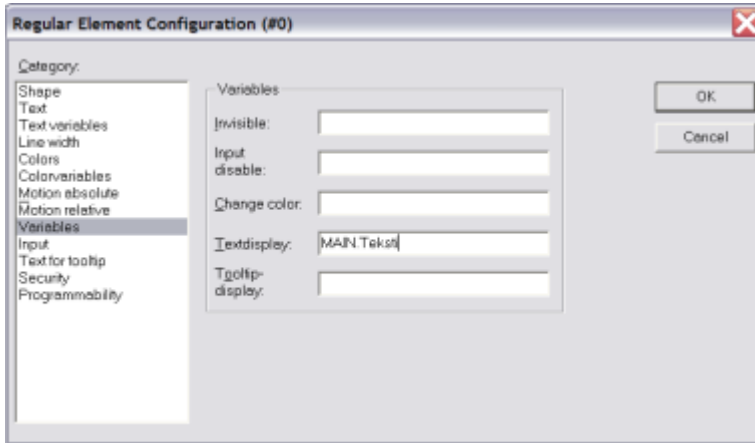 Regular Element Configuration (#0)
Category:
Shape
Text
Text variables
Line width
Colors
Colorvariables
Motion absolute
Motion relative
Variables
Input
Text for tooltip
Security
Programmability
Variables
Invisible:
Input
disable:
Change color:
Textdisplay:
MAIN.Teksti
Tooltip-
display:
OK
Cancel